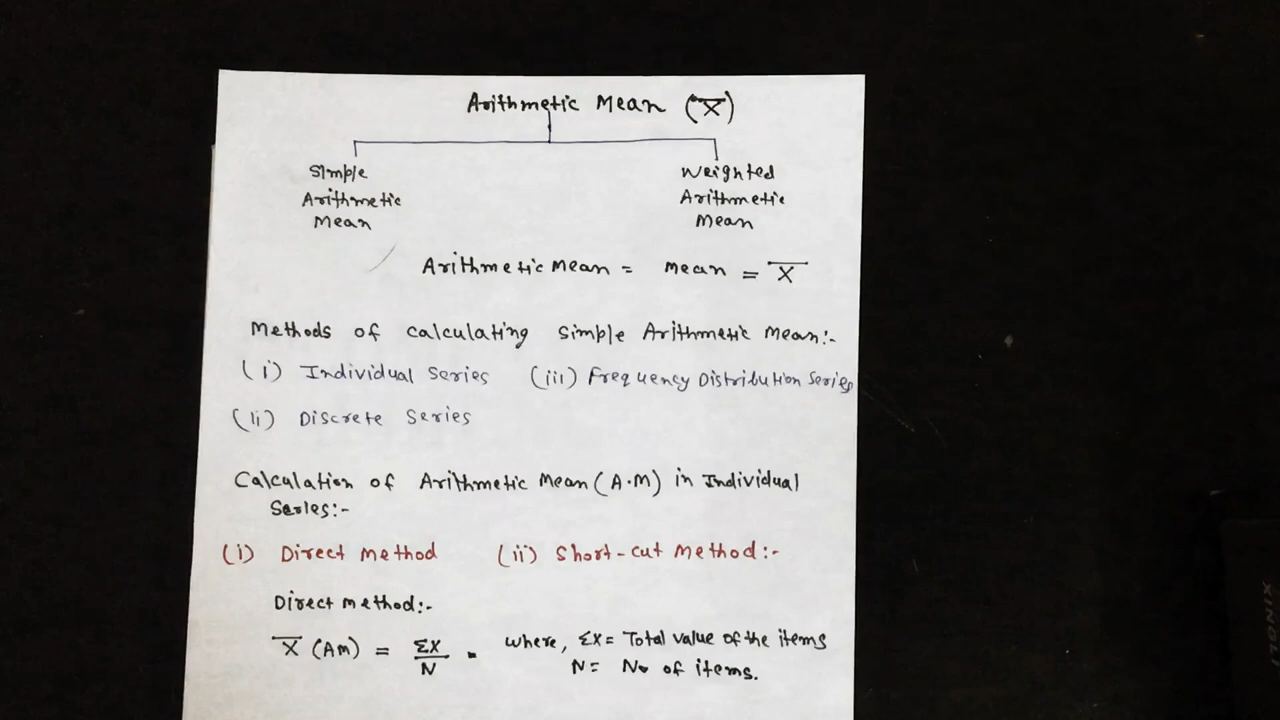 Arithmetic Mean (X̅)
Simple Arithmetic Mean
Weighted Arithmetic Mean
Arithmetic Mean = Mean = X̅
Methods of calculating Simple Arithmetic Mean:-
(i) Individual Series (iii) Frequency Distribution Series
(ii) Discrete Series
Calculation of Arithmetic Mean (A.M) in Individual
Series:-
(i) Direct Method (ii) Short-cut Method:-
Direct method:-
X̅ (AM) = ΣX/N . where, ΣX = Total value of the items
N = No of items.